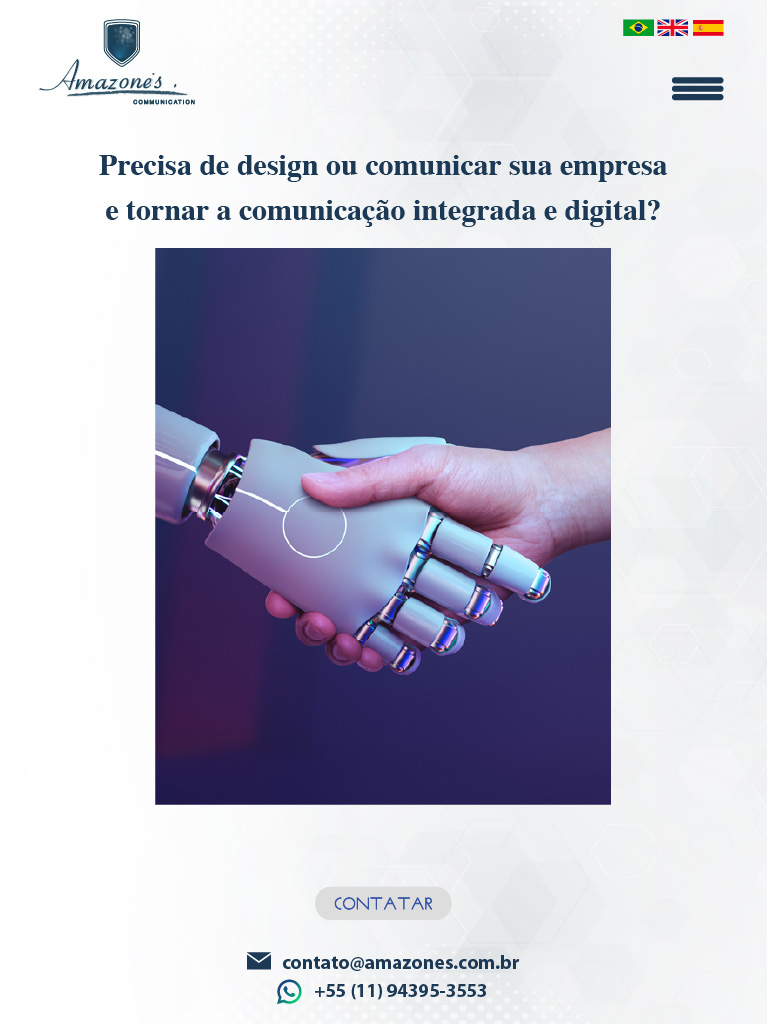 Amazone's.
COMMUNICATION
Precisa de design ou comunicar sua empresa
e tornar a comunicação integrada e digital?
CONTATAR
contato@amazones.com.br
+55 (11) 94395-3553